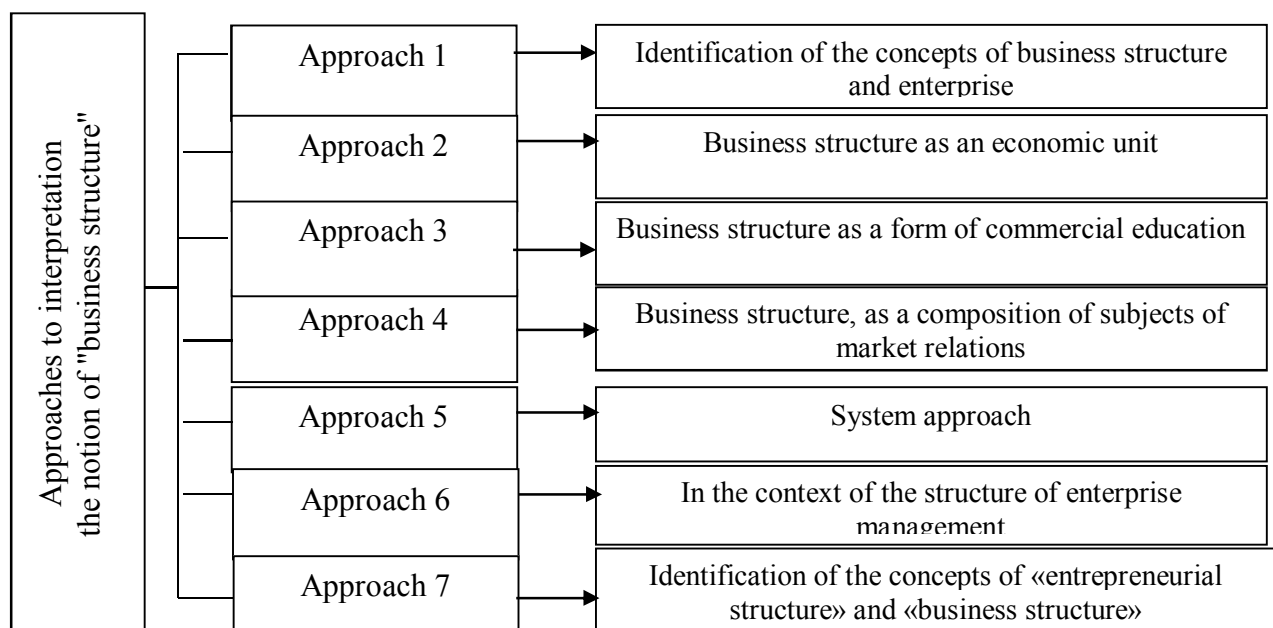 Approaches to interpretation
the notion of "business structure"
Approach 1
Identification of the concepts of business structure
and enterprise
Approach 2
Business structure as an economic unit
Approach 3
Business structure as a form of commercial education
Approach 4
Business structure, as a composition of subjects of
market relations
Approach 5
System approach
Approach 6
In the context of the structure of enterprise
management
Approach 7
Identification of the concepts of «entrepreneurial
structure» and «business structure»